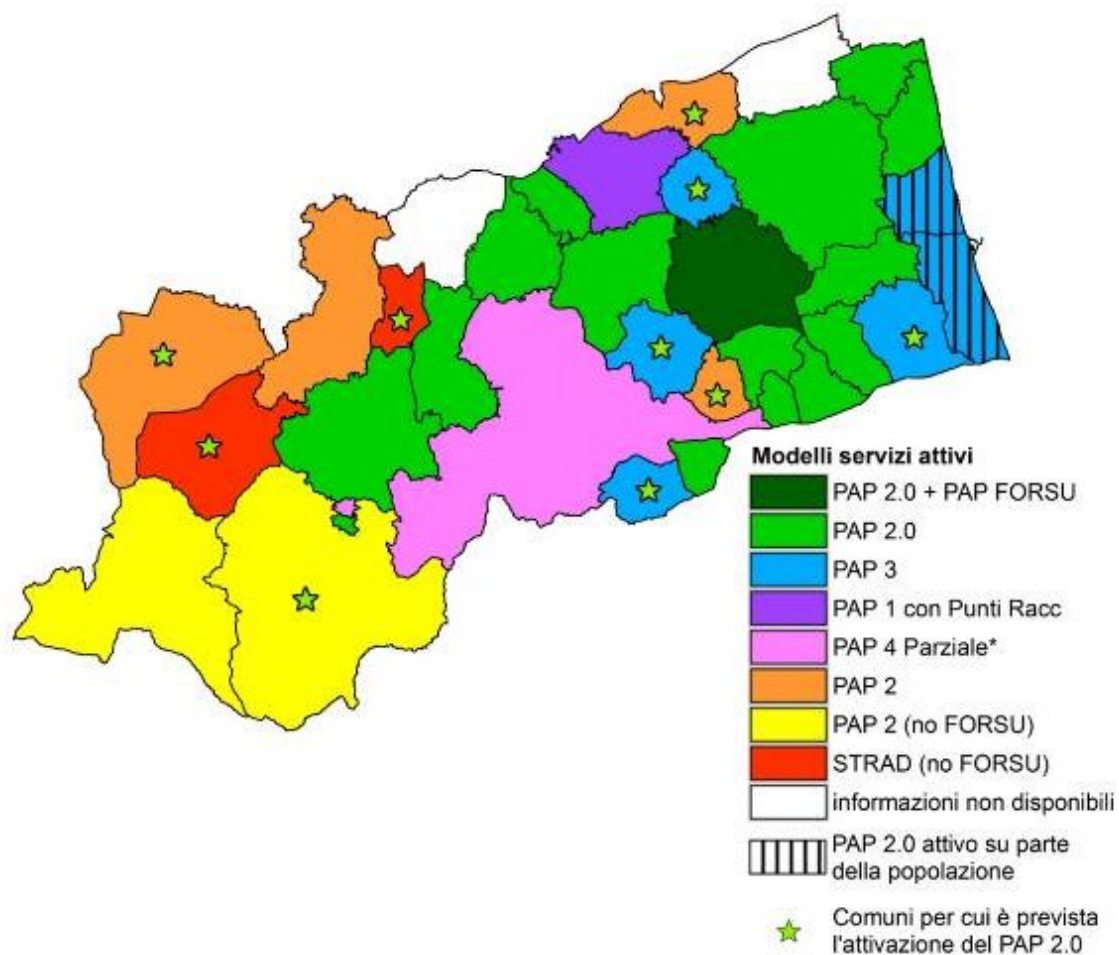 Modelli servizi attivi
PAP 2.0 + PAP FORSU
PAP 2.0
PAP 3
PAP 1 con Punti Racc
PAP 4 Parziale*
PAP 2
PAP 2 (no FORSU)
STRAD (no FORSU)
informazioni non disponibili
PAP 2.0 attivo su parte
della popolazione
Comuni per cui è prevista
l'attivazione del PAP 2.0